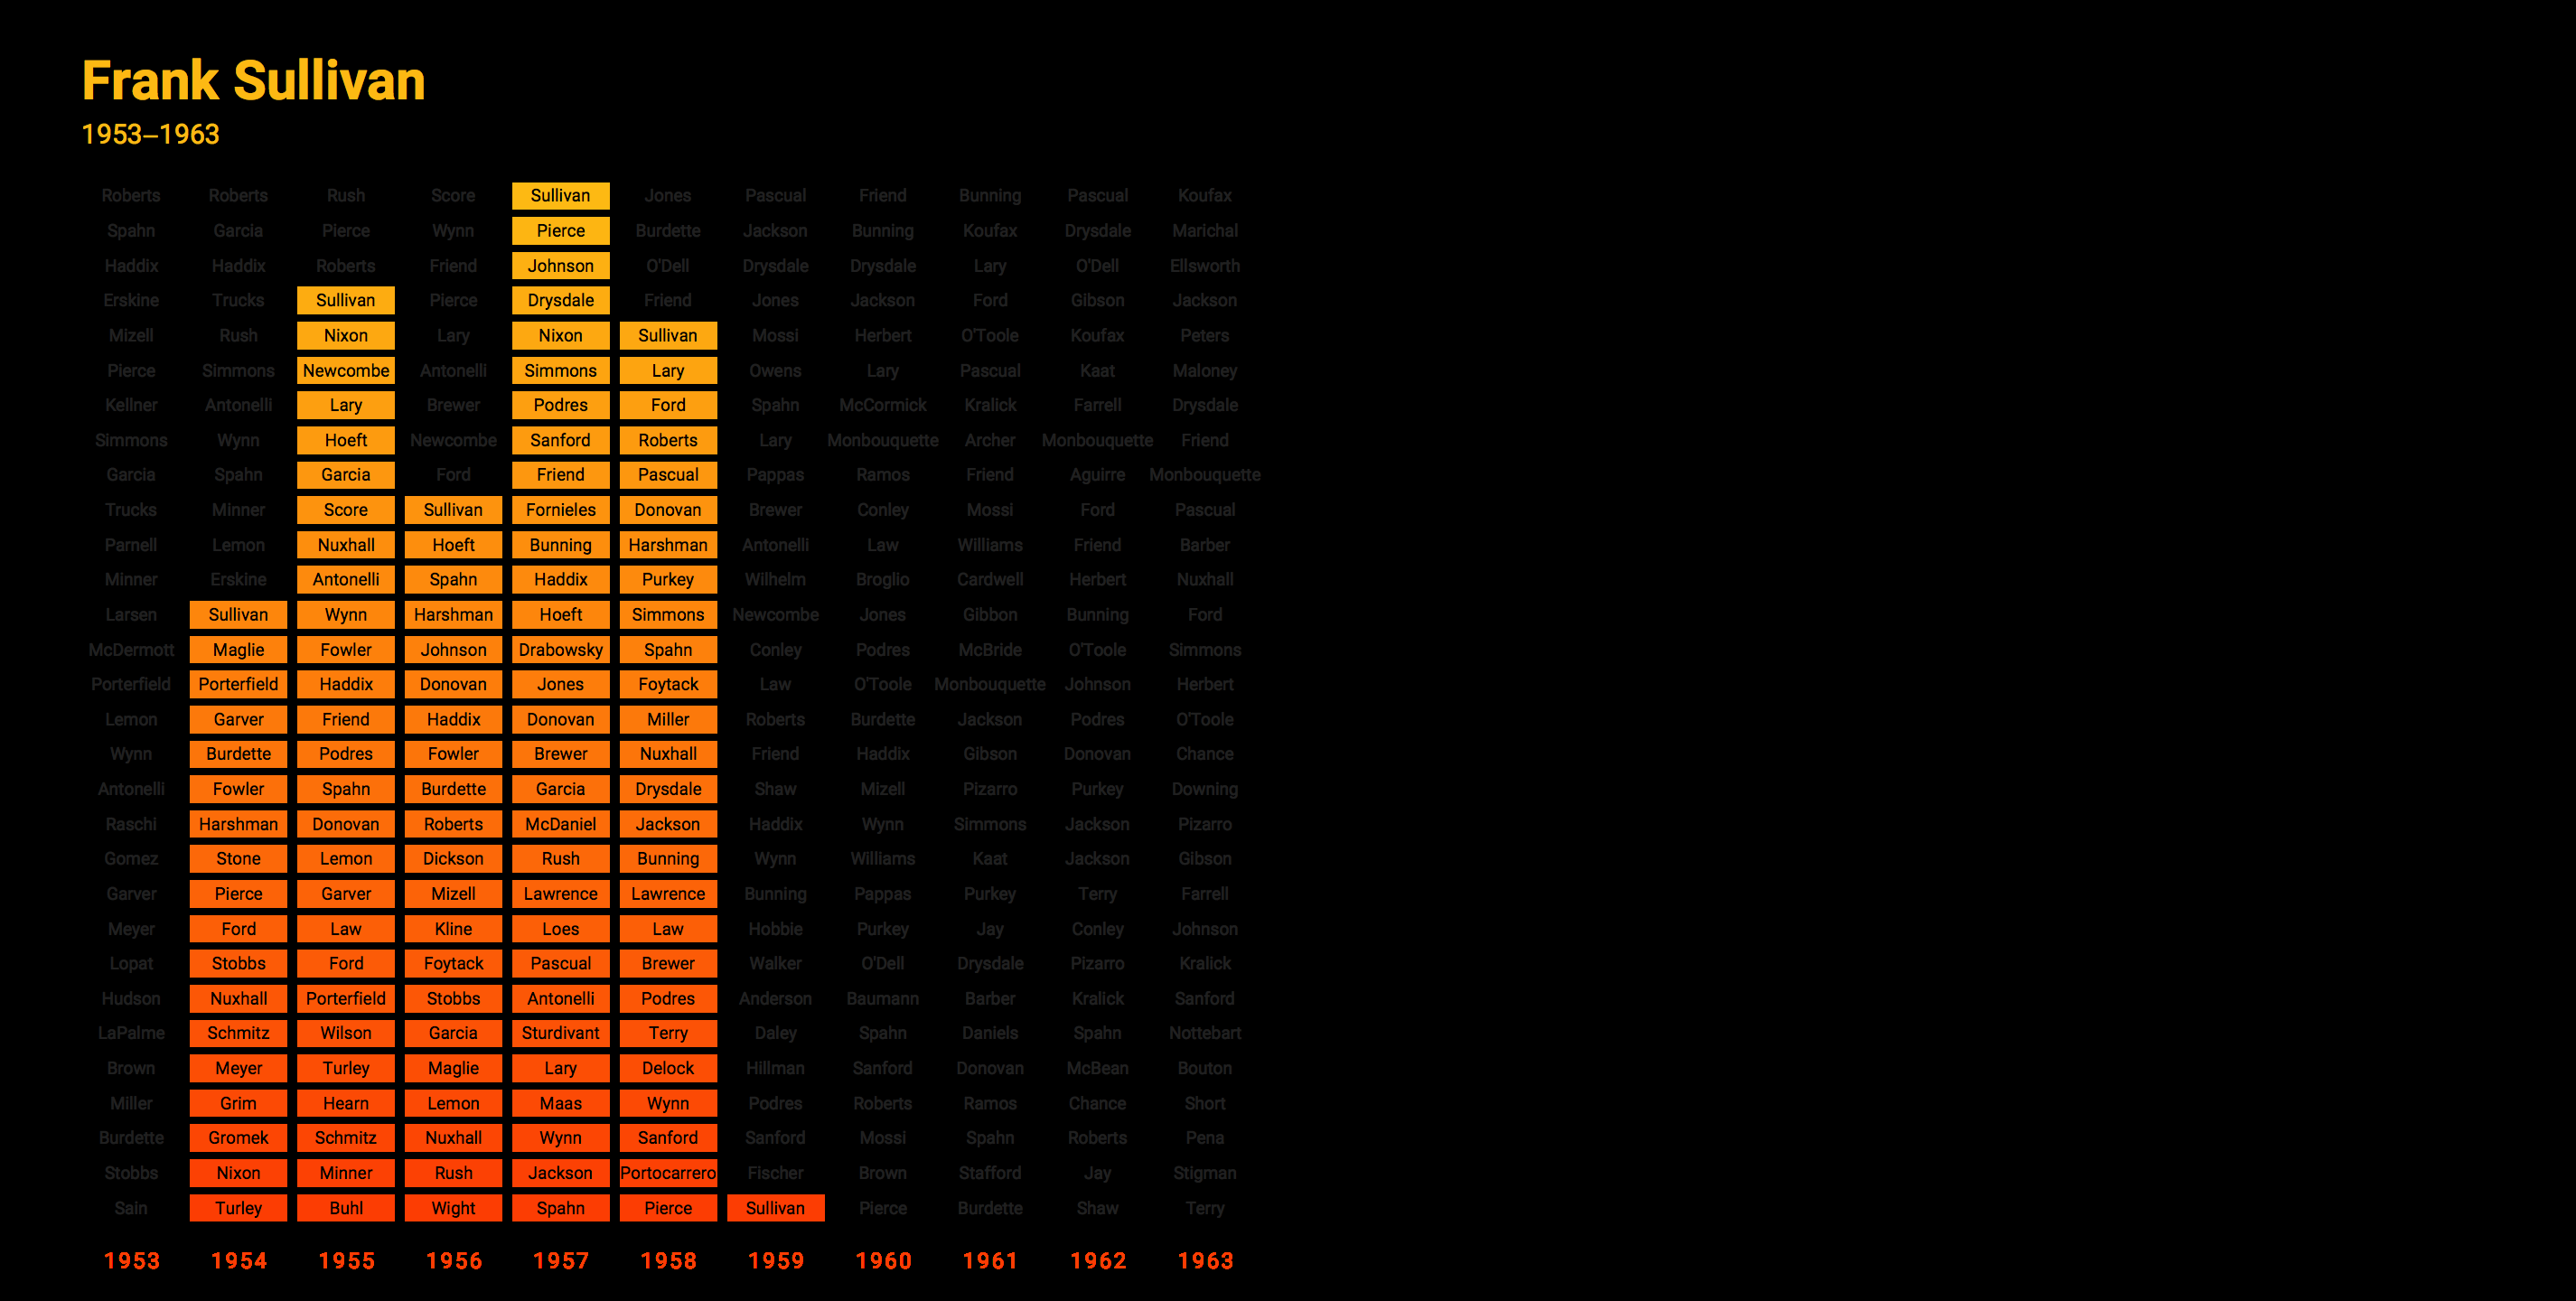 Frank Sullivan
1953–1963
Roberts Roberts Rush Score Sullivan Jones Pascual Friend Bunning Pascual Koufax
Spahn Garcia Pierce Wynn Pierce Burdette Jackson Bunning Koufax Drysdale Marichal
Haddix Haddix Roberts Friend Johnson O'Dell Drysdale Drysdale Lary O'Dell Ellsworth
Erskine Trucks Sullivan Pierce Drysdale Friend Jones Jackson Ford Gibson Jackson
Mizell Rush Nixon Lary Nixon Sullivan Mossi Herbert O'Toole Koufax Peters
Pierce Simmons Newcombe Antonelli Simmons Lary Owens Lary Pascual Kaat Maloney
Kellner Antonelli Lary Brewer Podres Ford Spahn McCormick Kralick Farrell Drysdale
Simmons Wynn Hoeft Newcombe Sanford Roberts Lary Monbouquette Archer Monbouquette Friend
Garcia Spahn Garcia Ford Friend Pascual Pappas Ramos Friend Aguirre Monbouquette
Trucks Minner Score Sullivan Fornieles Donovan Brewer Conley Mossi Ford Pascual
Parnell Lemon Nuxhall Hoeft Bunning Harshman Antonelli Law Williams Friend Barber
Minner Erskine Antonelli Spahn Haddix Purkey Wilhelm Broglio Cardwell Herbert Nuxhall
Larsen Sullivan Wynn Harshman Hoeft Simmons Newcombe Jones Gibbon Bunning Ford
McDermott Maglie Fowler Johnson Drabowsky Spahn Conley Podres McBride O'Toole Simmons
Porterfield Porterfield Haddix Donovan Jones Foytack Law O'Toole Monbouquette Johnson Herbert
Lemon Garver Friend Haddix Donovan Miller Roberts Burdette Jackson Podres O'Toole
Wynn Burdette Podres Fowler Brewer Nuxhall Friend Haddix Gibson Donovan Chance
Antonelli Fowler Spahn Burdette Garcia Drysdale Shaw Mizell Pizarro Purkey Downing
Raschi Harshman Donovan Roberts McDaniel Jackson Haddix Wynn Simmons Jackson Pizarro
Gomez Stone Lemon Dickson Rush Bunning Wynn Williams Kaat Jackson Gibson
Garver Pierce Garver Mizell Lawrence Lawrence Bunning Pappas Purkey Terry Farrell
Meyer Ford Law Kline Loes Law Hobbie Purkey Jay Conley Johnson
Lopat Stobbs Ford Foytack Pascual Brewer Walker O'Dell Drysdale Pizarro Kralick
Hudson Nuxhall Porterfield Stobbs Antonelli Podres Anderson Baumann Barber Kralick Sanford
LaPalme Schmitz Wilson Garcia Sturdivant Terry Daley Spahn Daniels Spahn Nottebart
Brown Meyer Turley Maglie Lary Delock Hillman Sanford Donovan McBean Bouton
Miller Grim Hearn Lemon Maas Wynn Podres Roberts Ramos Chance Short
Burdette Gromek Schmitz Nuxhall Wynn Sanford Sanford Mossi Spahn Roberts Pena
Stobbs Nixon Minner Rush Jackson Portocarrero Fischer Brown Stafford Jay Stigman
Sain Turley Buhl Wight Spahn Pierce Sullivan Pierce Burdette Shaw Terry
1953 1954 1955 1956 1957 1958 1959 1960 1961 1962 1963